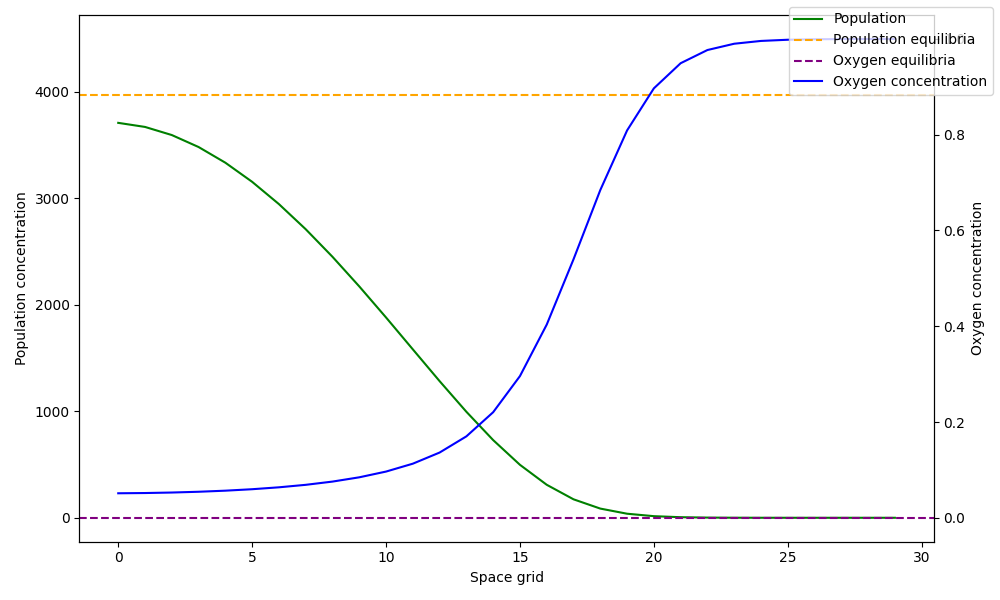 Population
Population equilibria
Oxygen equilibria
Oxygen concentration
Population concentration
4000
3000
2000
1000
0
0.8
0.6
0.4
0.2
0.0
Oxygen concentration
0
5
10
15
20
25
30
Space grid